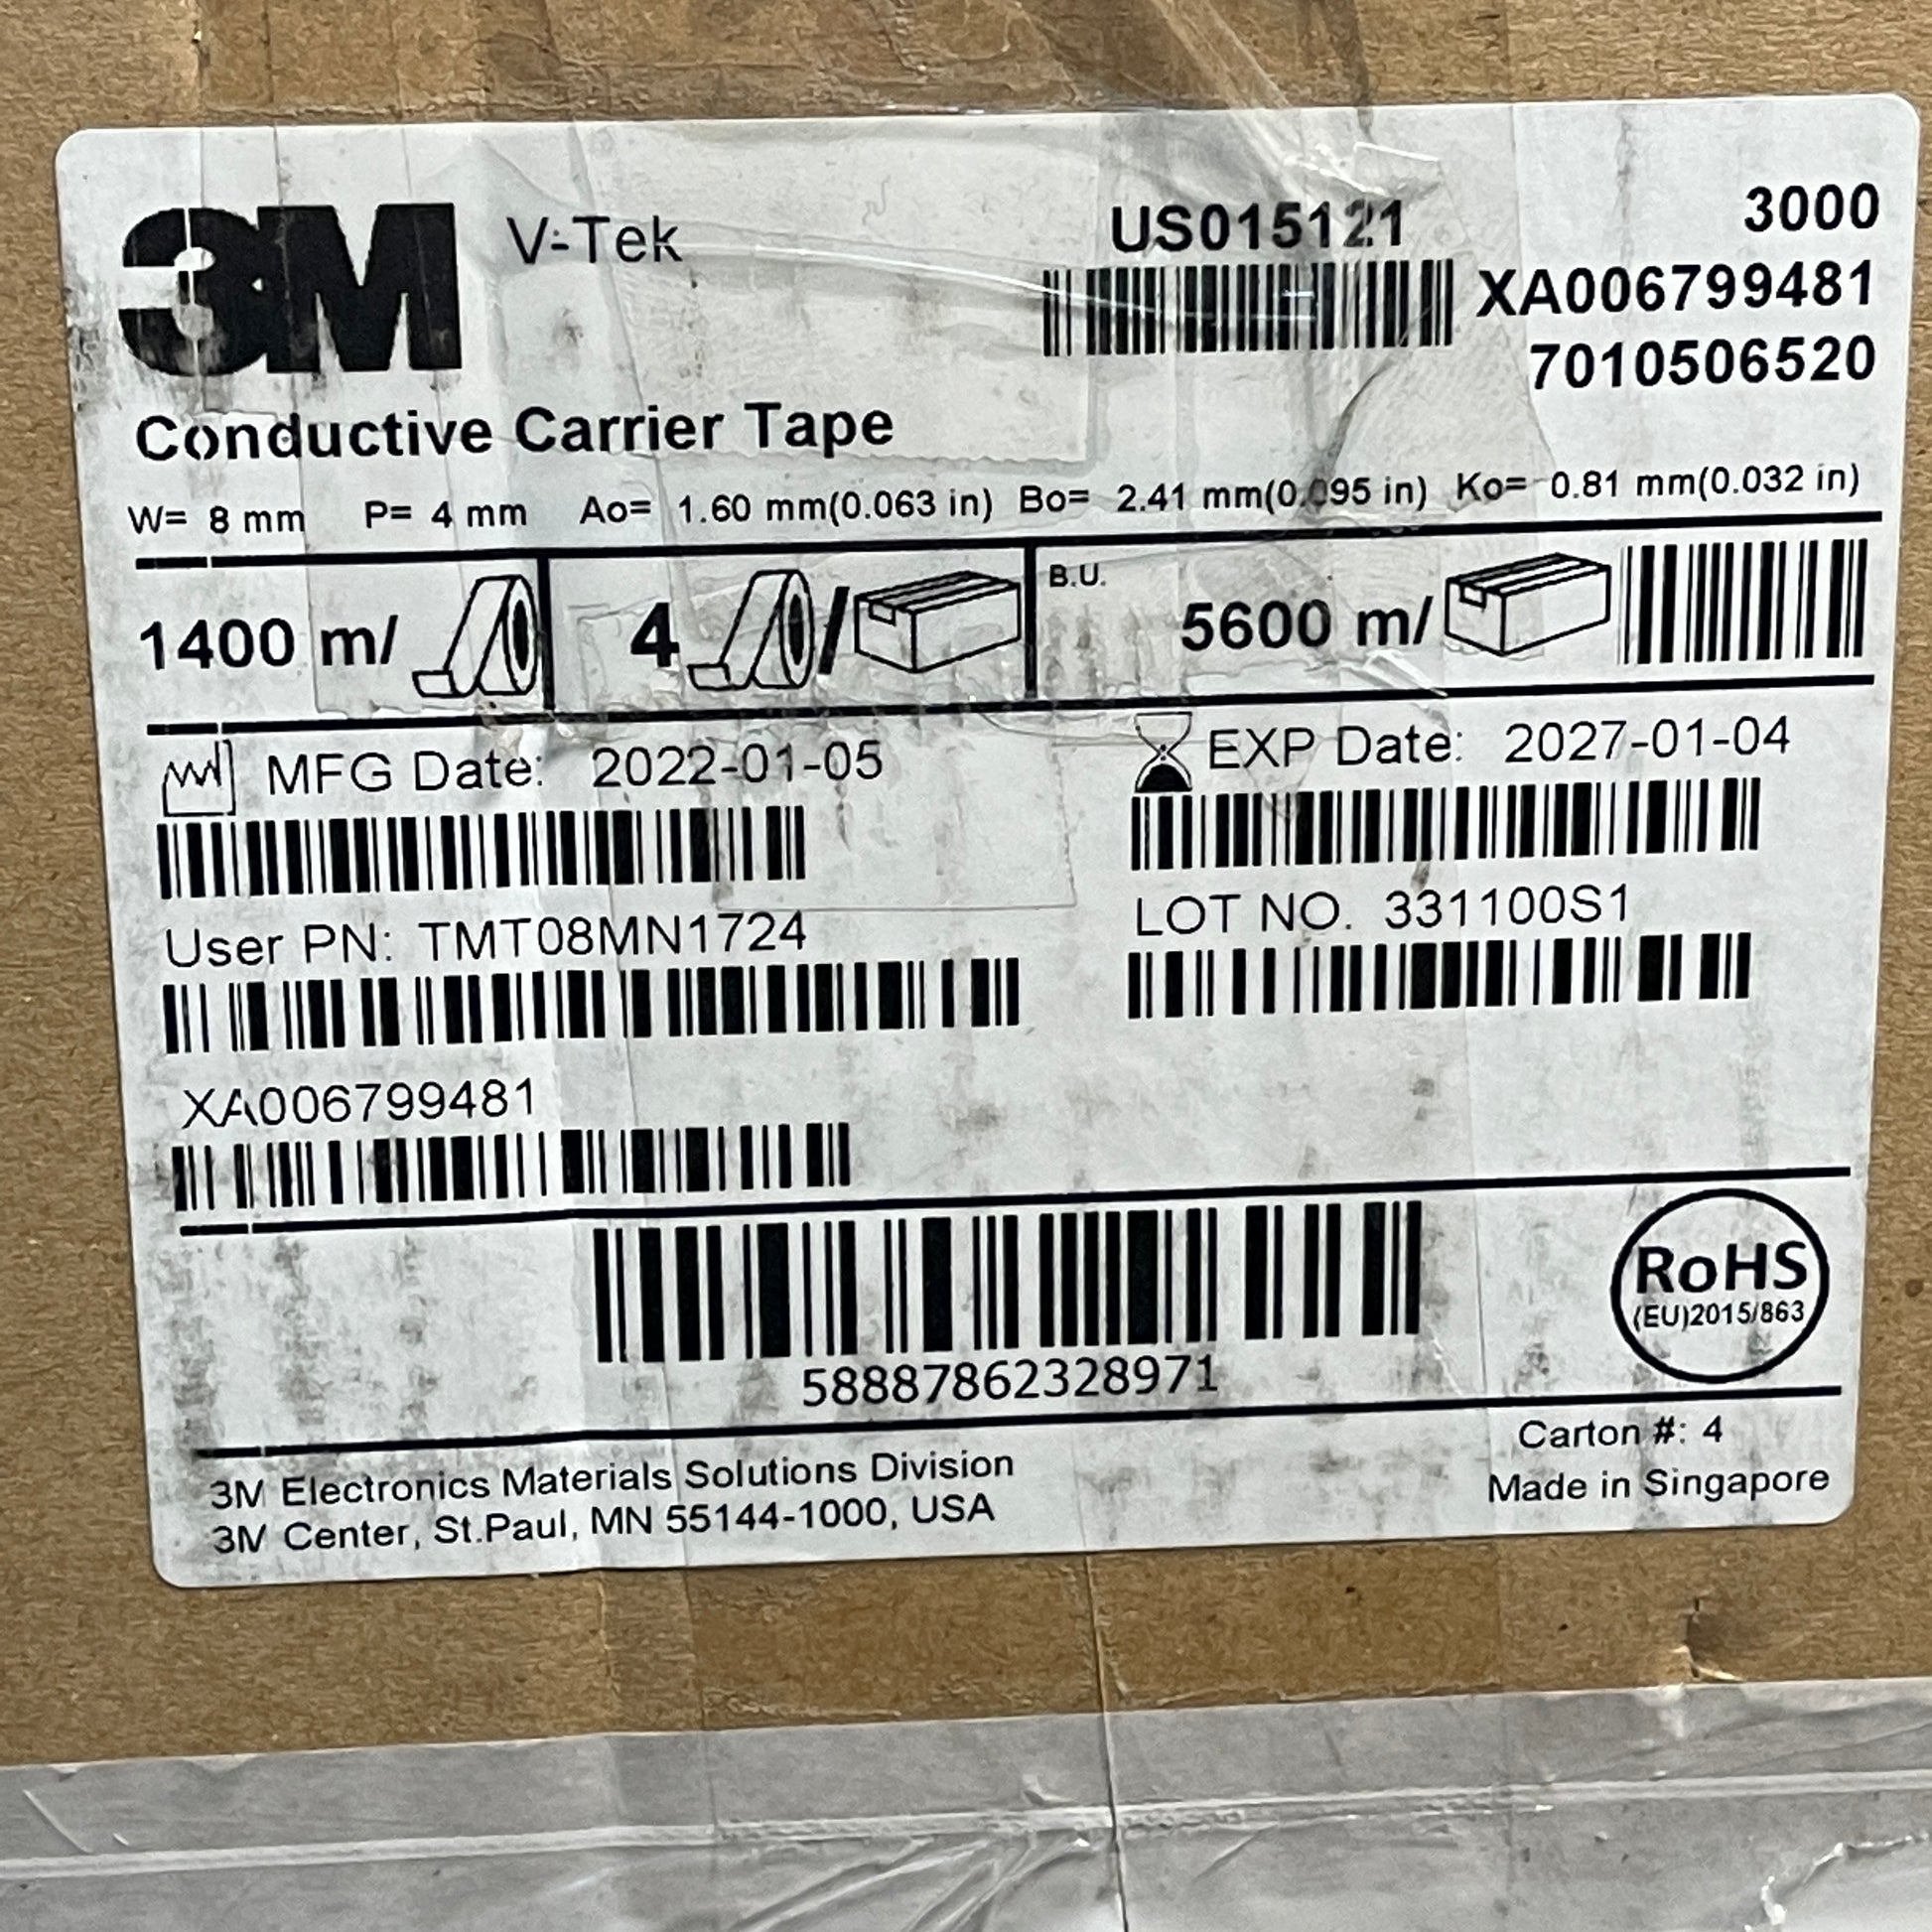 3M V-Tek US015121 3000
XA006799481
7010506520
Conductive Carrier Tape
W= 8 mm P= 4 mm Ao= 1.60 mm(0.063 in) Bo= 2.41 mm(0.095 in) Ko= 0.81 mm(0.032 in)
B.U.
1400 m/ 4 / 5600 m/
MFG Date: 2022-01-05 EXP Date: 2027-01-04
User PN: TMT08MN1724 LOT NO. 331100S1
XA006799481
RoHS
(EU)2015/863
58887862328971
Carton #: 4
3M Electronics Materials Solutions Division
Made in Singapore
3M Center, St.Paul, MN 55144-1000, USA